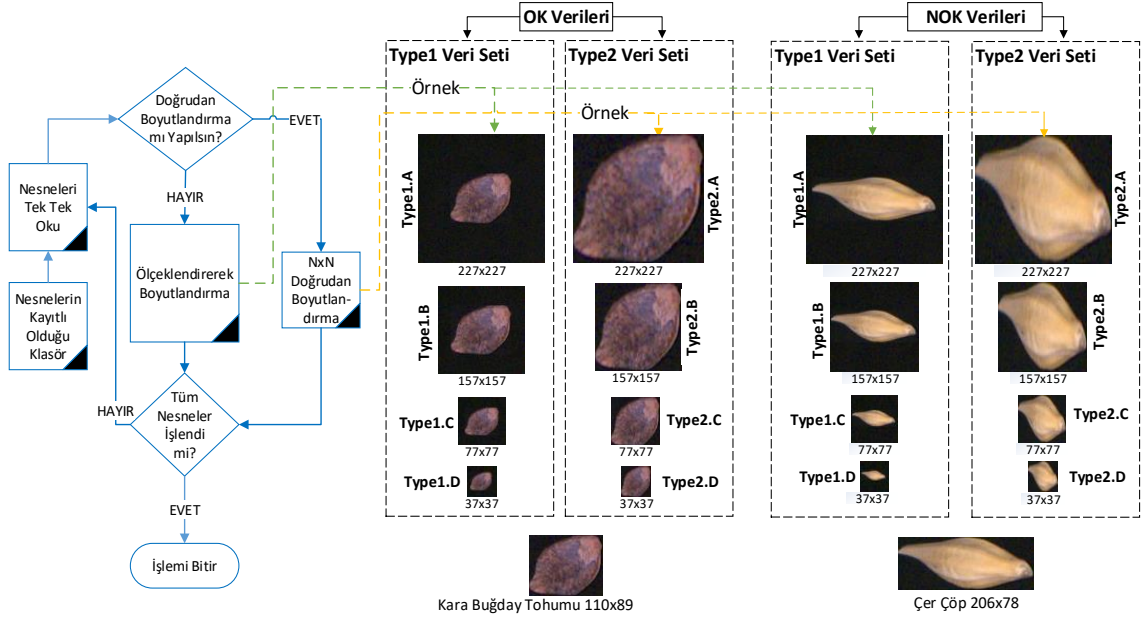 Doğrudan
Boyutlandırma
mı Yapılsın?
EVET
HAYIR
Nesneleri
Tek Tek
Oku
Ölçeklendirerek
Boyutlandırma
NxN
Doğrudan
Boyutlan-
dırma
Nesnelerin
Kayıtlı
Olduğu
Klasör
Tüm
Nesneler
İşlendi
mi?
HAYIR
EVET
İşlemi Bitir
OK Verileri
Type1 Veri Seti
Type2 Veri Seti
Örnek
Örnek
Type1.A
227x227
Type2.A
227x227
Type1.B
157x157
Type2.B
157x157
Type1.C
77x77
Type2.C
77x77
Type1.D
37x37
Type2.D
37x37
Kara Buğday Tohumu 110x89
NOK Verileri
Type1 Veri Seti
Type2 Veri Seti
Type1.A
227x227
Type2.A
227x227
Type1.B
157x157
Type2.B
157x157
Type1.C
77x77
Type2.C
77x77
Type1.D
37x37
Type2.D
37x37
Çer Çöp 206x78